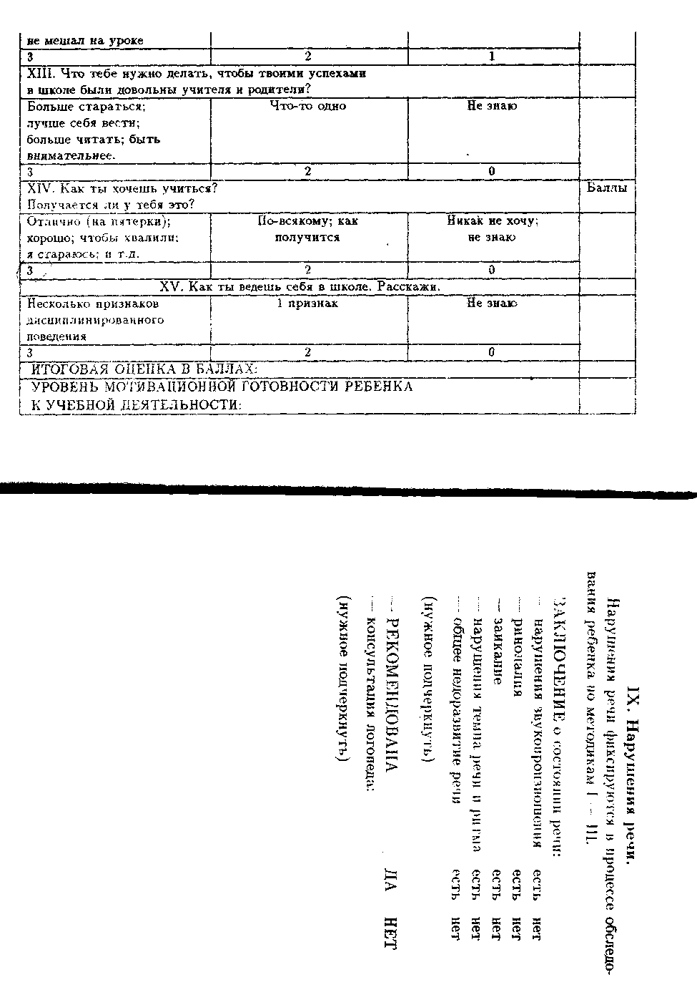 не мешал на уроке
3 2 1
XIII. Что тебе нужно делать, чтобы твоими успехами
в школе были довольны учителя и родители?
Больше стараться; Что-то одно Не знаю
лучше себя вести;
больше читать; быть
внимательнее.
3 2 0
XIV. Как ты хочешь учиться? Баллы
Получается ли у тебя это?
Отлично (на пятерки); По-всякому; как Никак не хочу;
хорошо; чтобы хвалили; получится не знаю
я стараюсь; и т.д.
3 2 0
XV. Как ты ведешь себя в школе. Расскажи.
Несколько признаков 1 признак Не знаю
дисциплинированного
поведения
3 2 0
ИТОГОВАЯ ОЦЕНКА В БАЛЛАХ:
УРОВЕНЬ МОТИВАЦИОННОЙ ГОТОВНОСТИ РЕБЕНКА
К УЧЕБНОЙ ДЕЯТЕЛЬНОСТИ:
IX. Нарушения речи.
Нарушения речи фиксируются в процессе обследо-
вания ребенка по методикам I — III.
ЗАКЛЮЧЕНИЕ о состоянии речи:
— нарушения звукопроизношения есть нет
— ринолалия есть нет
— заикание есть нет
— нарушения темпа речи и ритма есть нет
— общее недоразвитие речи есть нет
(нужное подчеркнуть)
— РЕКОМЕНДОВАНА ДА НЕТ
— консультация логопеда:
(нужное подчеркнуть)